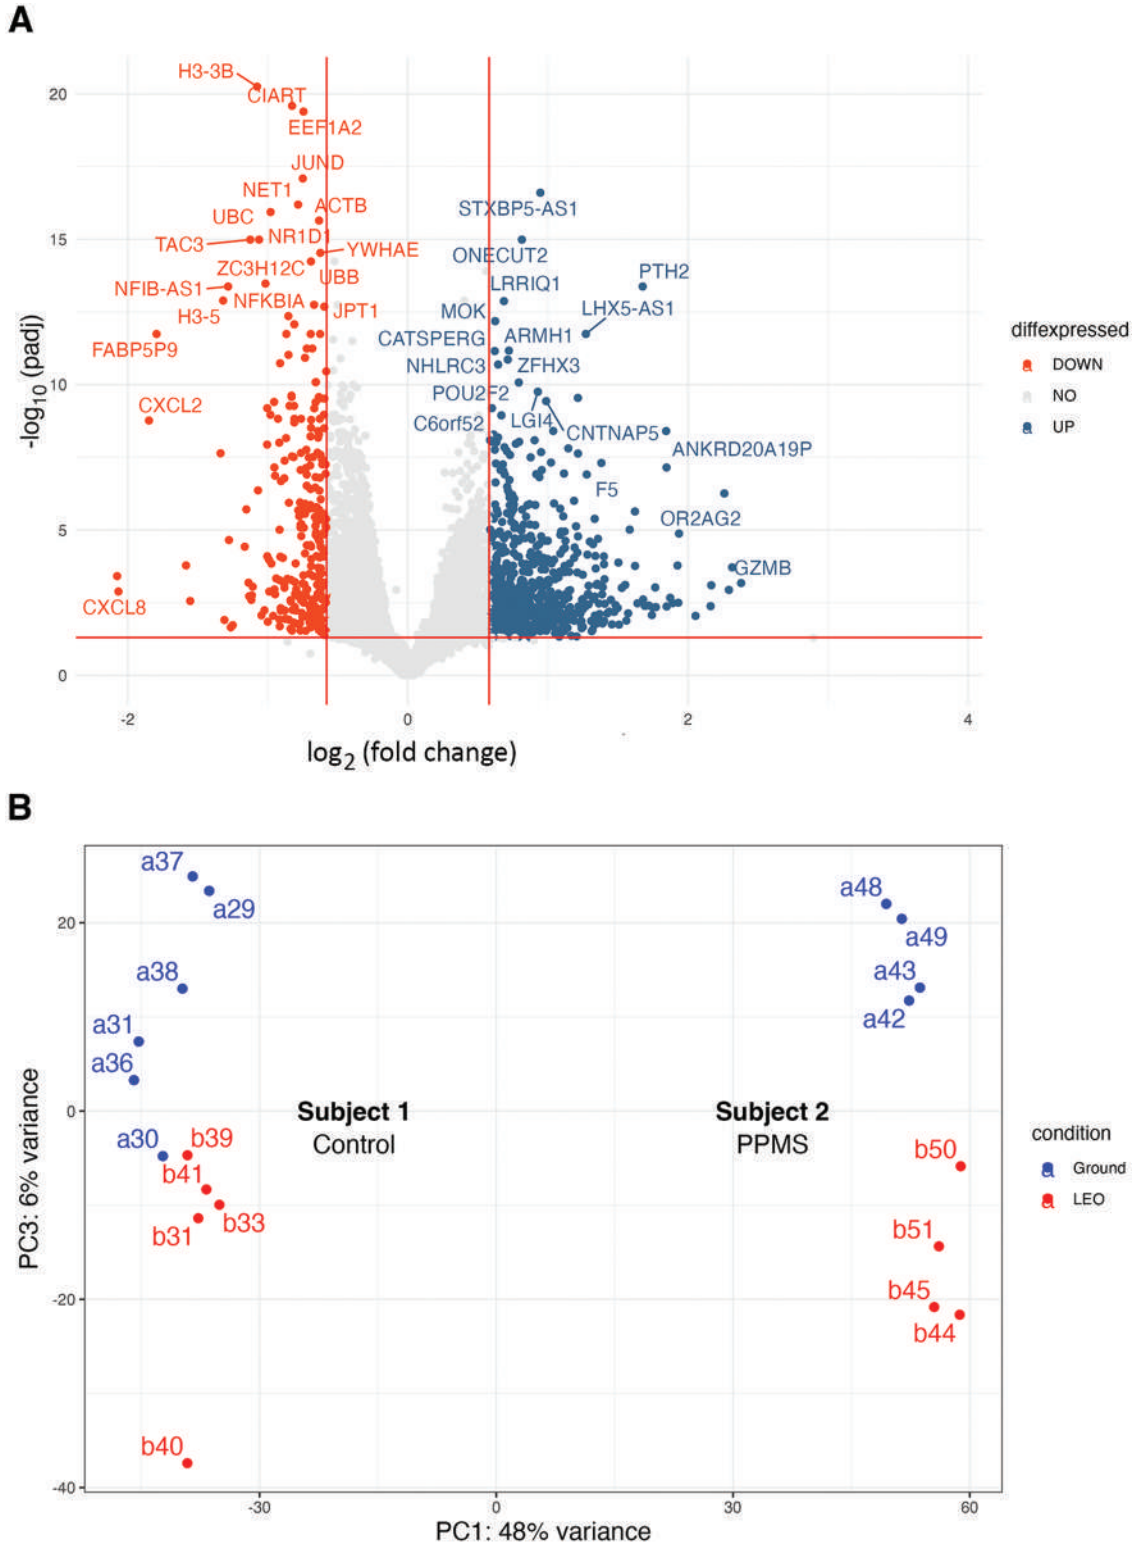 A
H3-3B
CIART
EEF1A2
JUND
NET1
ACTB
UBC
STXBP5-AS1
TAC3
NR1D1
YWHAE
ONECUT2
ZC3H12C
UBB
PTH2
NFIB-AS1
NFKBIA
LRRIQ1
H3-5
JPT1
MOK
LHX5-AS1
FABP5P9
CATSPERG
ARMH1
NHLRC3
ZFHX3
CXCL2
POU2F2
C6orf52
LGI4
CNTNAP5
ANKRD20A19P
F5
OR2AG2
GZMB
CXCL8
20
15
10
5
0
-log10 (padj)
-2
0
2
4
log2 (fold change)
diffexpressed
a DOWN
a NO
a UP
B
a37
a29
a38
a31
a36
a30
b39
b41
b33
b31
b40
a48
a49
a43
a42
b50
b51
b45
b44
Subject 1
Control
Subject 2
PPMS
20
0
-20
-40
PC3: 6% variance
-30
0
30
60
PC1: 48% variance
condition
a Ground
a LEO